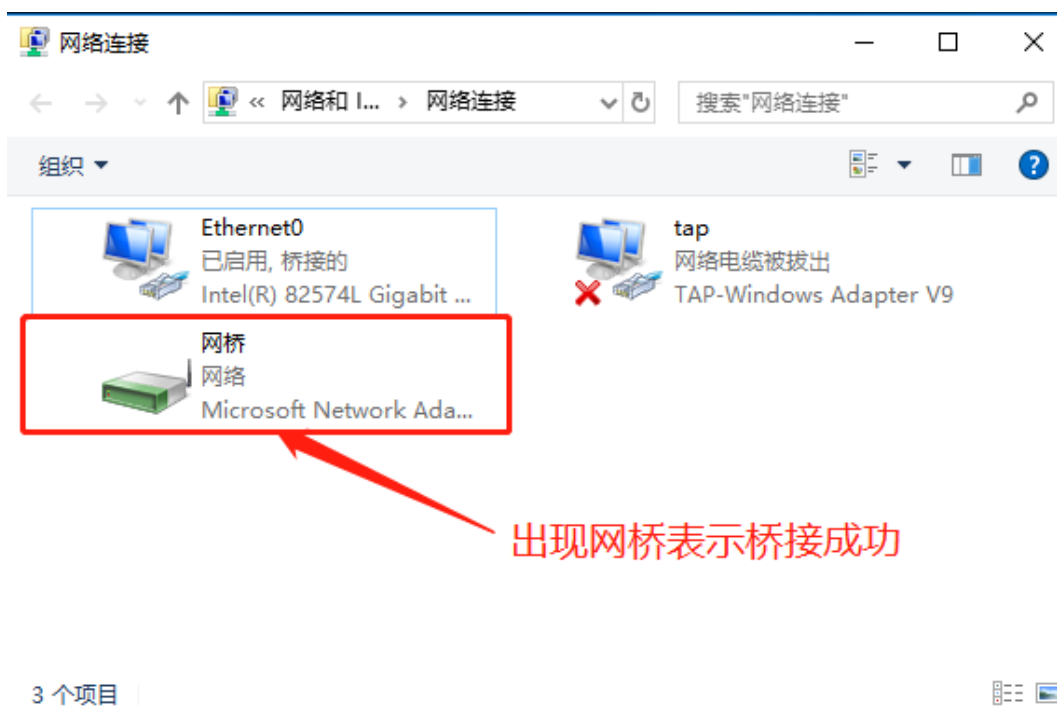 网络连接
« 网络和 I... › 网络连接
搜索"网络连接"
组织
Ethernet0
已启用, 桥接的
Intel(R) 82574L Gigabit ...
tap
网络电缆被拔出
TAP-Windows Adapter V9
网桥
网络
Microsoft Network Ada...
出现网桥表示桥接成功
3 个项目